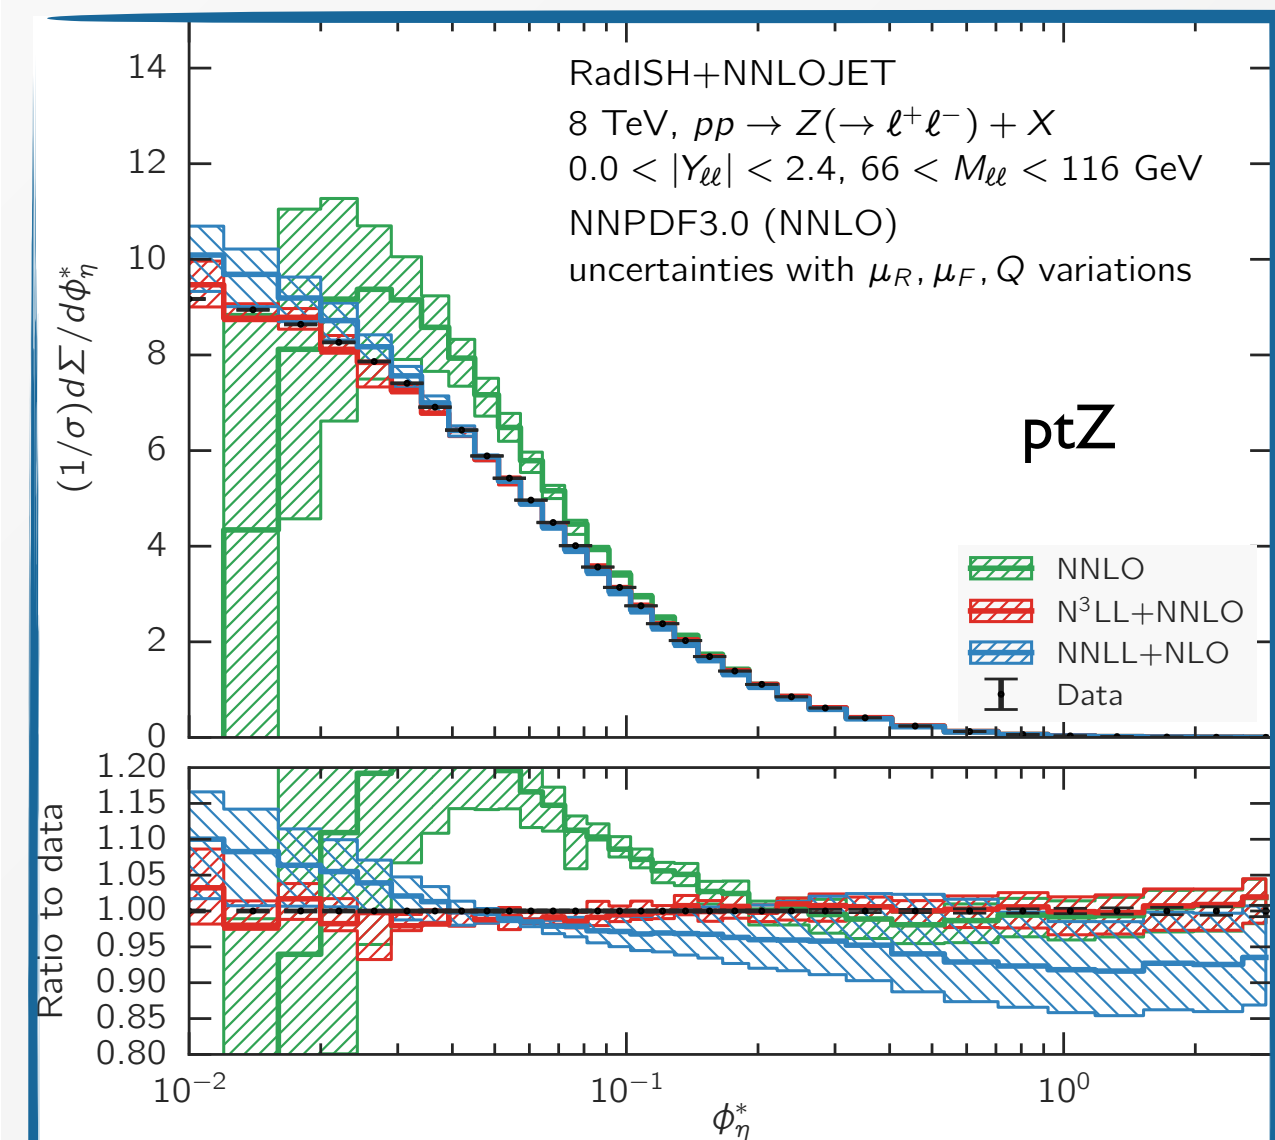 14
12
10
8
6
4
2
0
(1/σ)dΣ/dϕ*η
RadISH+NNLOJET
8 TeV, pp → Z(→ ℓ⁺ℓ⁻) + X
0.0 < |Yℓℓ| < 2.4, 66 < Mℓℓ < 116 GeV
NNPDF3.0 (NNLO)
uncertainties with μR, μF, Q variations
ptZ
NNLO
N³LL+NNLO
NNLL+NLO
Data
1.20
1.15
1.10
1.05
1.00
0.95
0.90
0.85
0.80
Ratio to data
10⁻² 10⁻¹ 10⁰
ϕ*η